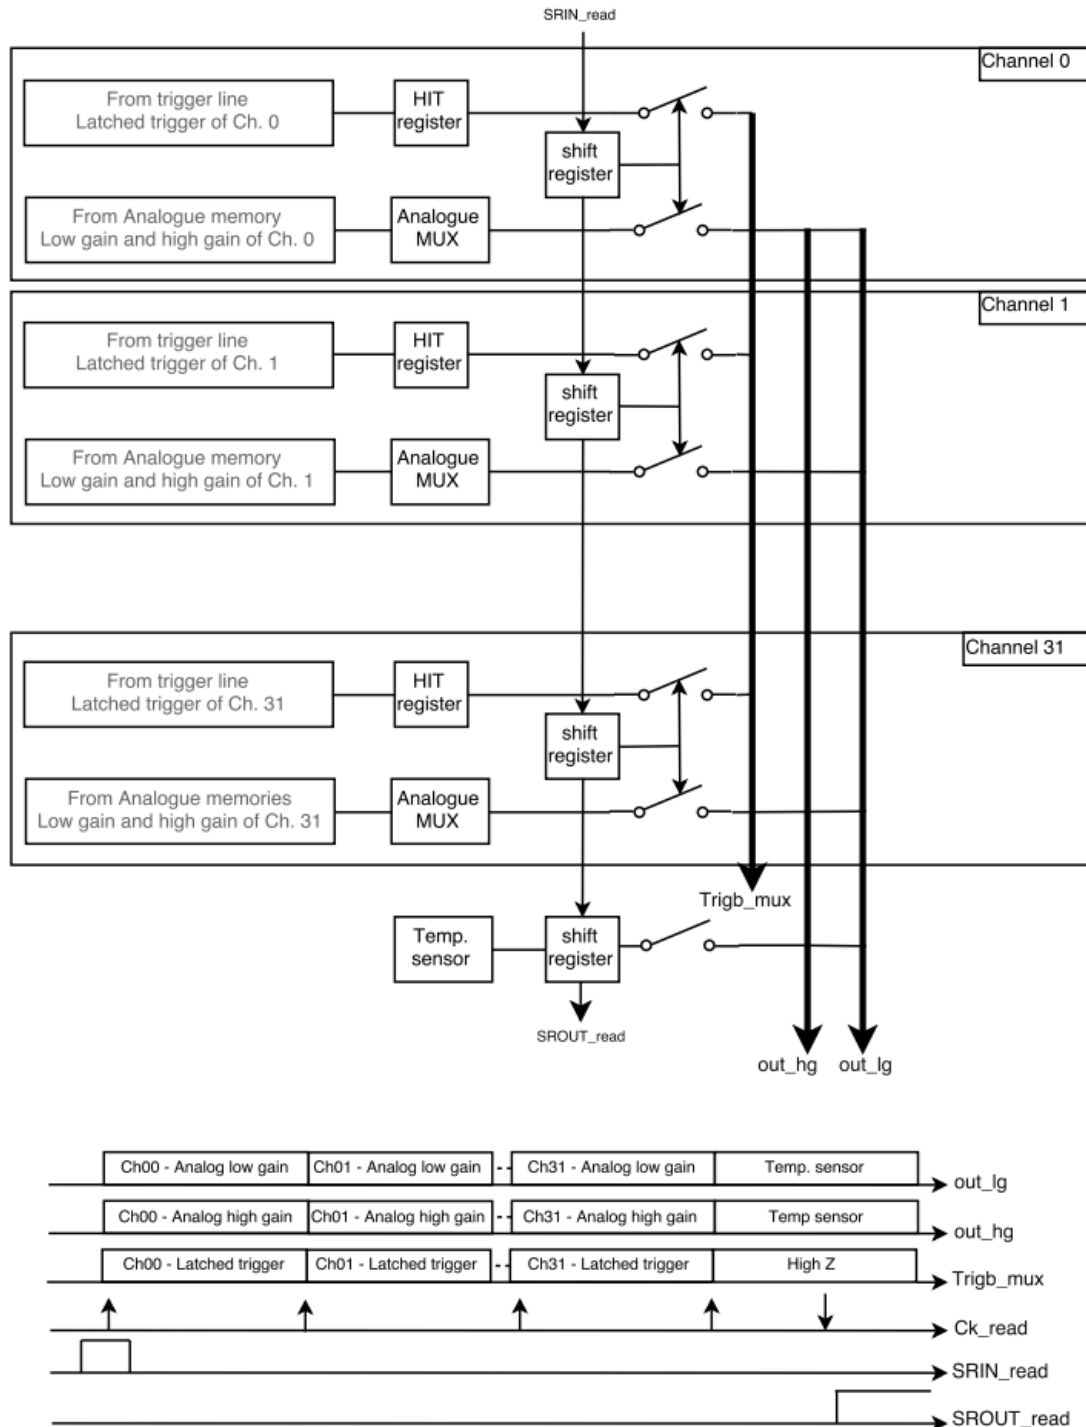 SRIN_read
Channel 0
From trigger line
Latched trigger of Ch. 0
HIT
register
shift
register
From Analogue memory
Low gain and high gain of Ch. 0
Analogue
MUX
Channel 1
From trigger line
Latched trigger of Ch. 1
HIT
register
shift
register
From Analogue memory
Low gain and high gain of Ch. 1
Analogue
MUX
Channel 31
From trigger line
Latched trigger of Ch. 31
HIT
register
shift
register
From Analogue memories
Low gain and high gain of Ch. 31
Analogue
MUX
Trigb_mux
Temp.
sensor
shift
register
SROUT_read
out_hg
out_lg
Ch00 - Analog low gain
Ch01 - Analog low gain
Ch31 - Analog low gain
Temp. sensor
out_lg
Ch00 - Analog high gain
Ch01 - Analog high gain
Ch31 - Analog high gain
Temp sensor
out_hg
Ch00 - Latched trigger
Ch01 - Latched trigger
Ch31 - Latched trigger
High Z
Trigb_mux
Ck_read
SRIN_read
SROUT_read